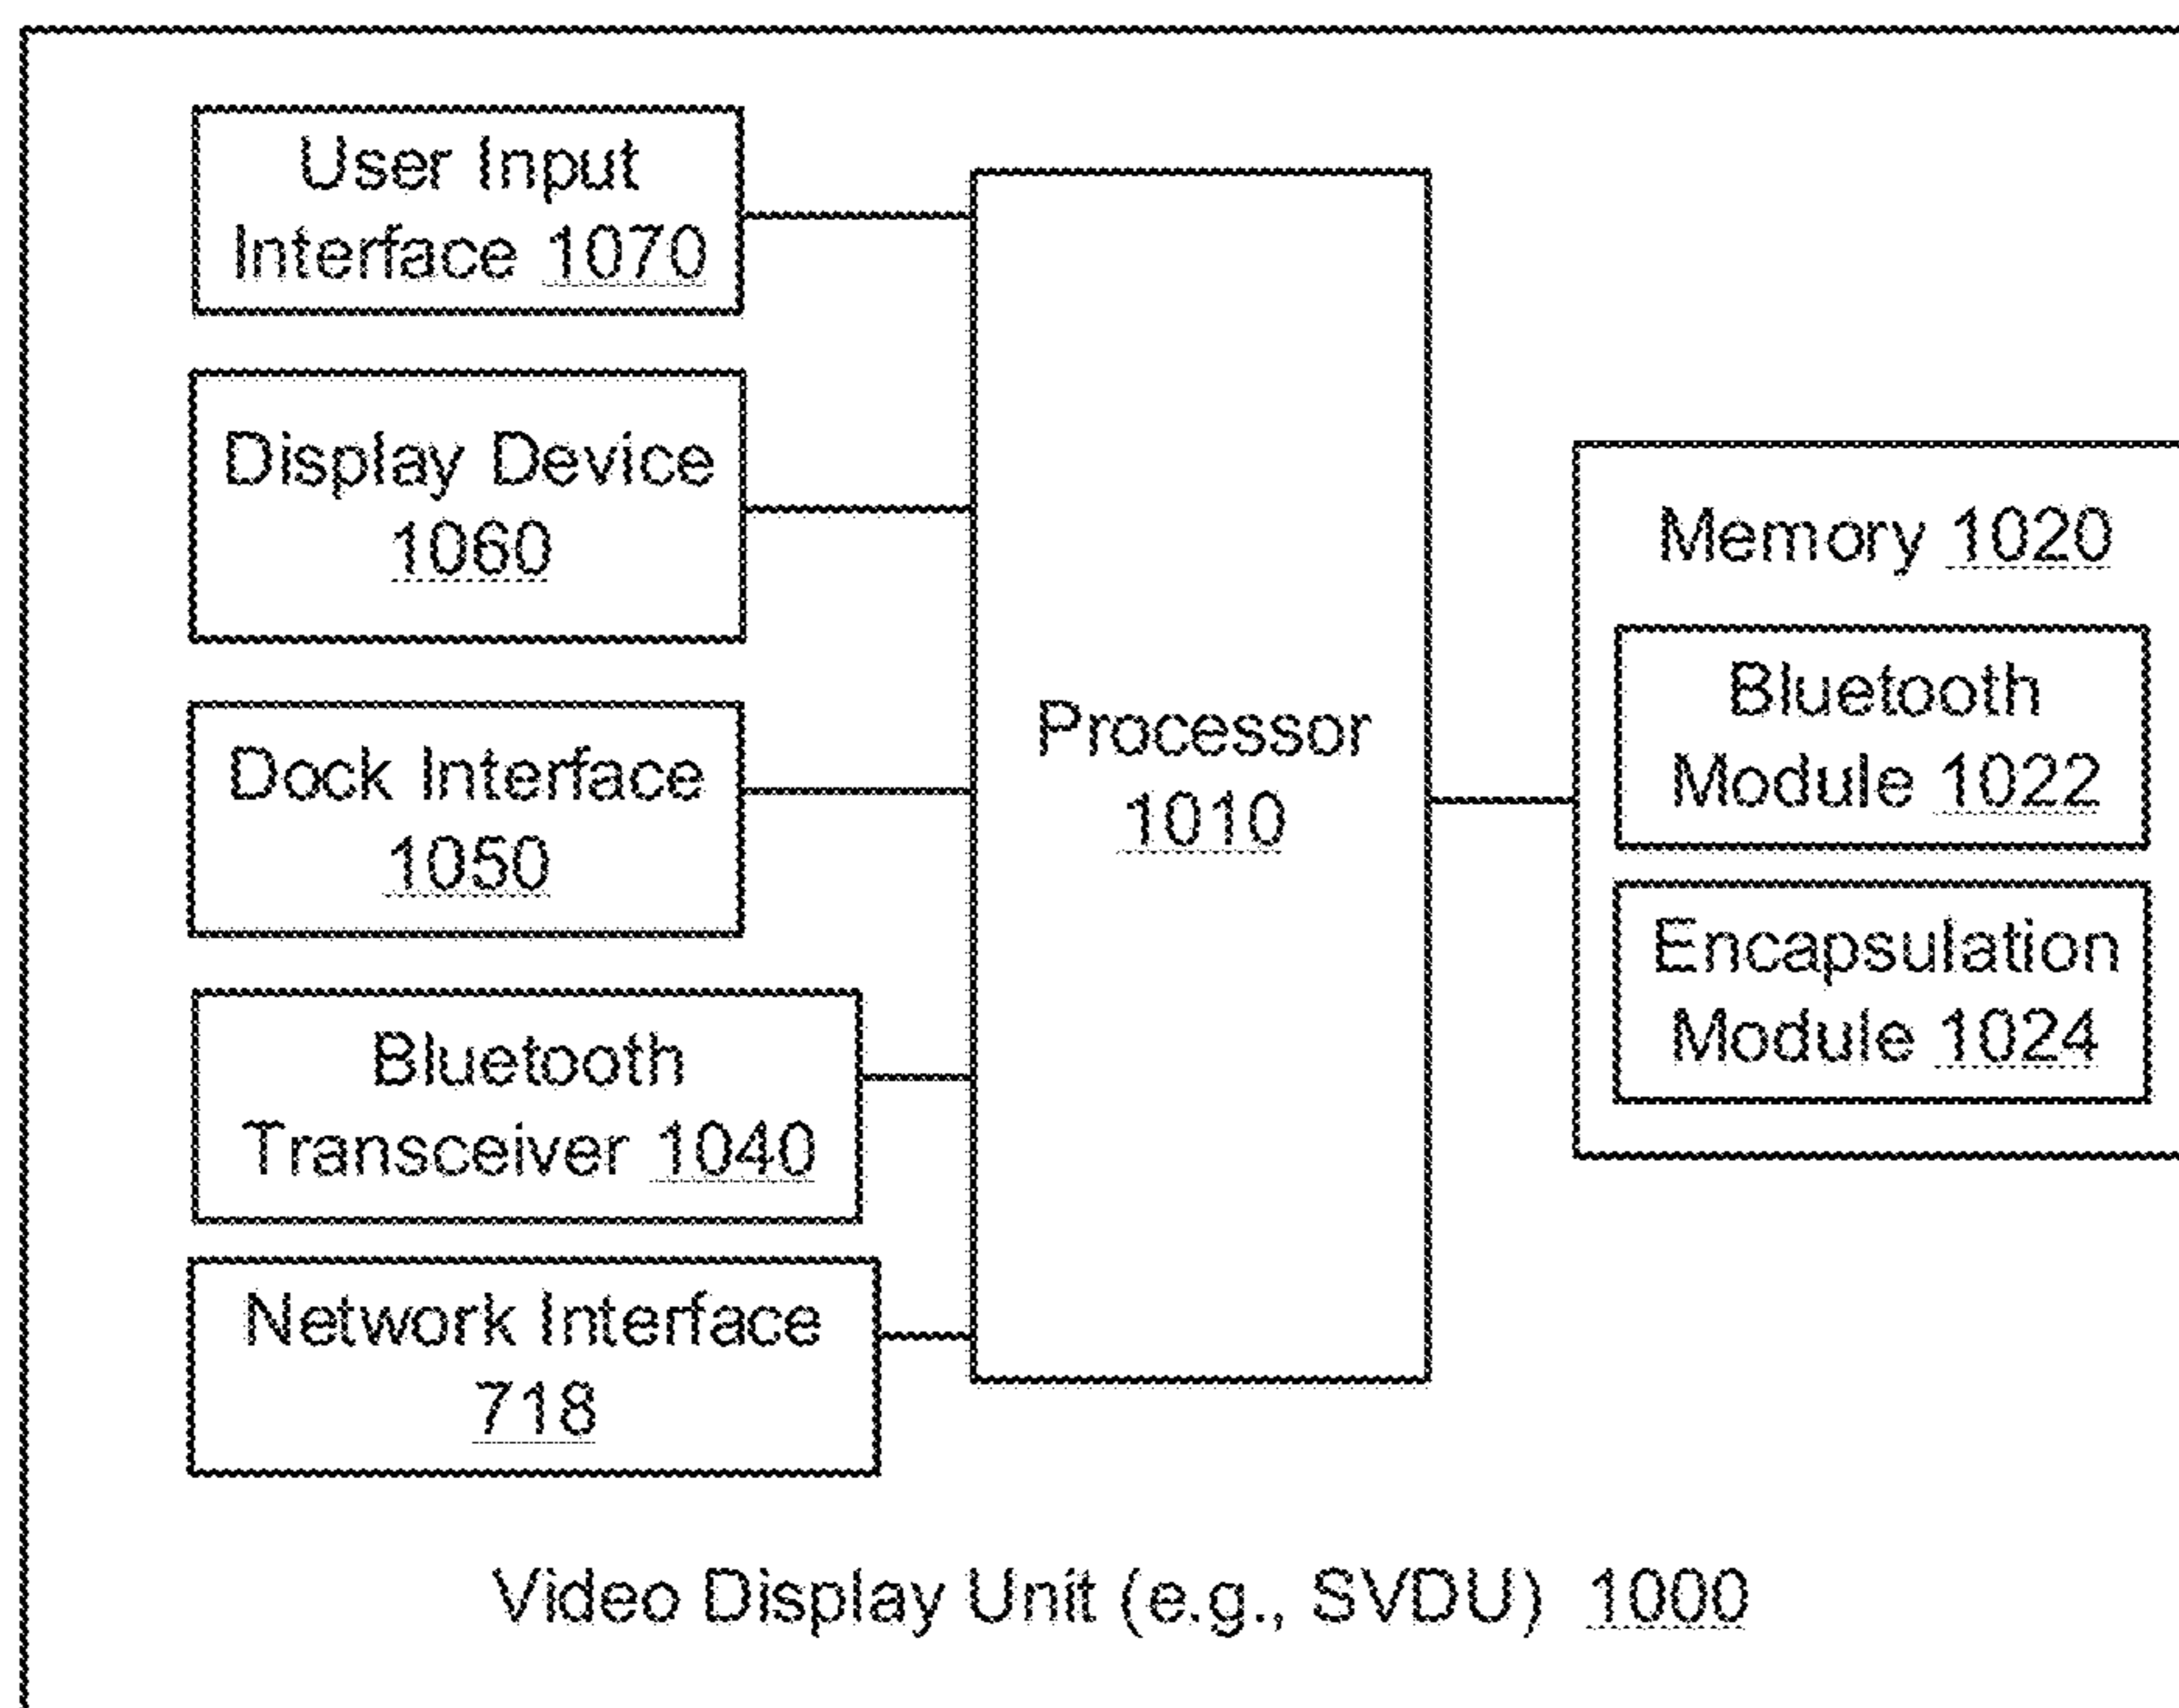 User Input
Interface 1070
Display Device
1060
Dock Interface
1050
Bluetooth
Transceiver 1040
Network Interface
718
Processor
1010
Memory 1020
Bluetooth
Module 1022
Encapsulation
Module 1024
Video Display Unit (e.g., SVDU) 1000